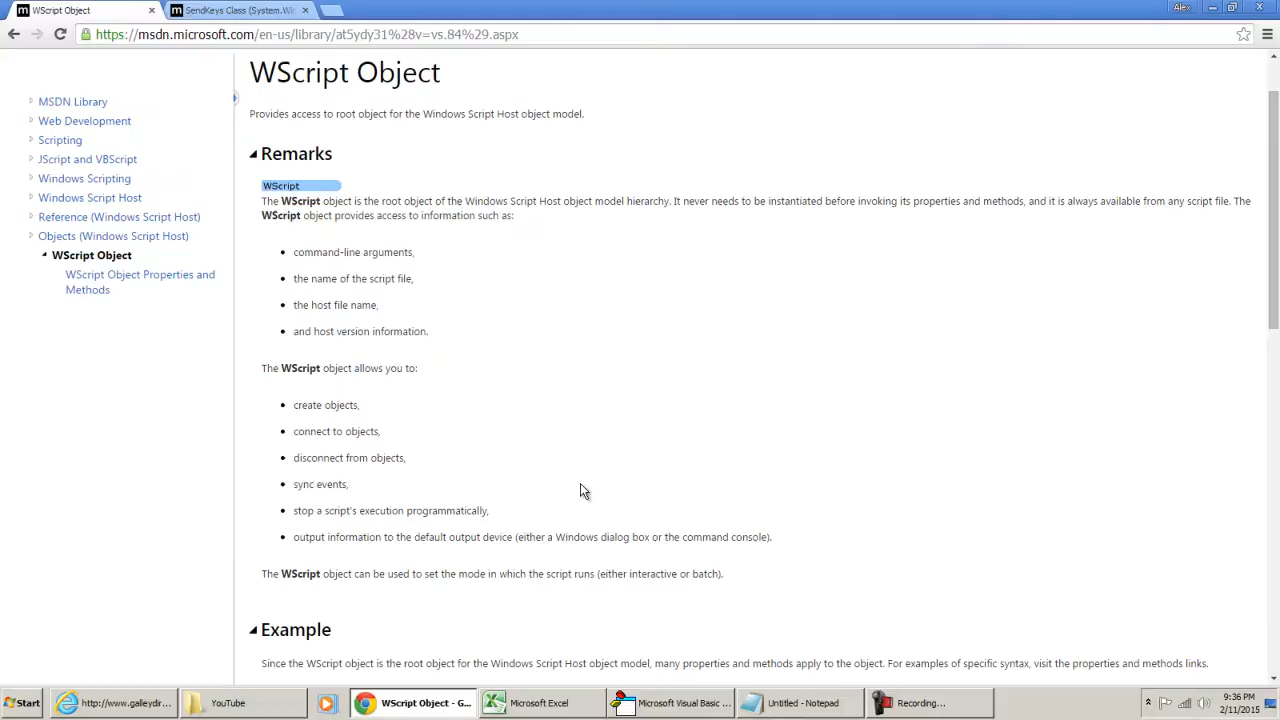 WScript Object
SendKeys Class (System.Wi
Alex
https://msdn.microsoft.com/en-us/library/at5ydy31%28v=vs.84%29.aspx
MSDN Library
Web Development
Scripting
JScript and VBScript
Windows Scripting
Windows Script Host
Reference (Windows Script Host)
Objects (Windows Script Host)
WScript Object
WScript Object Properties and
Methods
WScript Object
Provides access to root object for the Windows Script Host object model.
Remarks
WScript
The WScript object is the root object of the Windows Script Host object model hierarchy. It never needs to be instantiated before invoking its properties and methods, and it is always available from any script file. The
WScript object provides access to information such as:
command-line arguments,
the name of the script file,
the host file name,
and host version information.
The WScript object allows you to:
create objects,
connect to objects,
disconnect from objects,
sync events,
stop a script's execution programmatically,
output information to the default output device (either a Windows dialog box or the command console).
The WScript object can be used to set the mode in which the script runs (either interactive or batch).
Example
Since the WScript object is the root object for the Windows Script Host object model, many properties and methods apply to the object. For examples of specific syntax, visit the properties and methods links.
Start
http://www.galleydir...
YouTube
WScript Object - G...
Microsoft Excel
Microsoft Visual Basic ...
Untitled - Notepad
Recording...
9:36 PM
2/11/2015